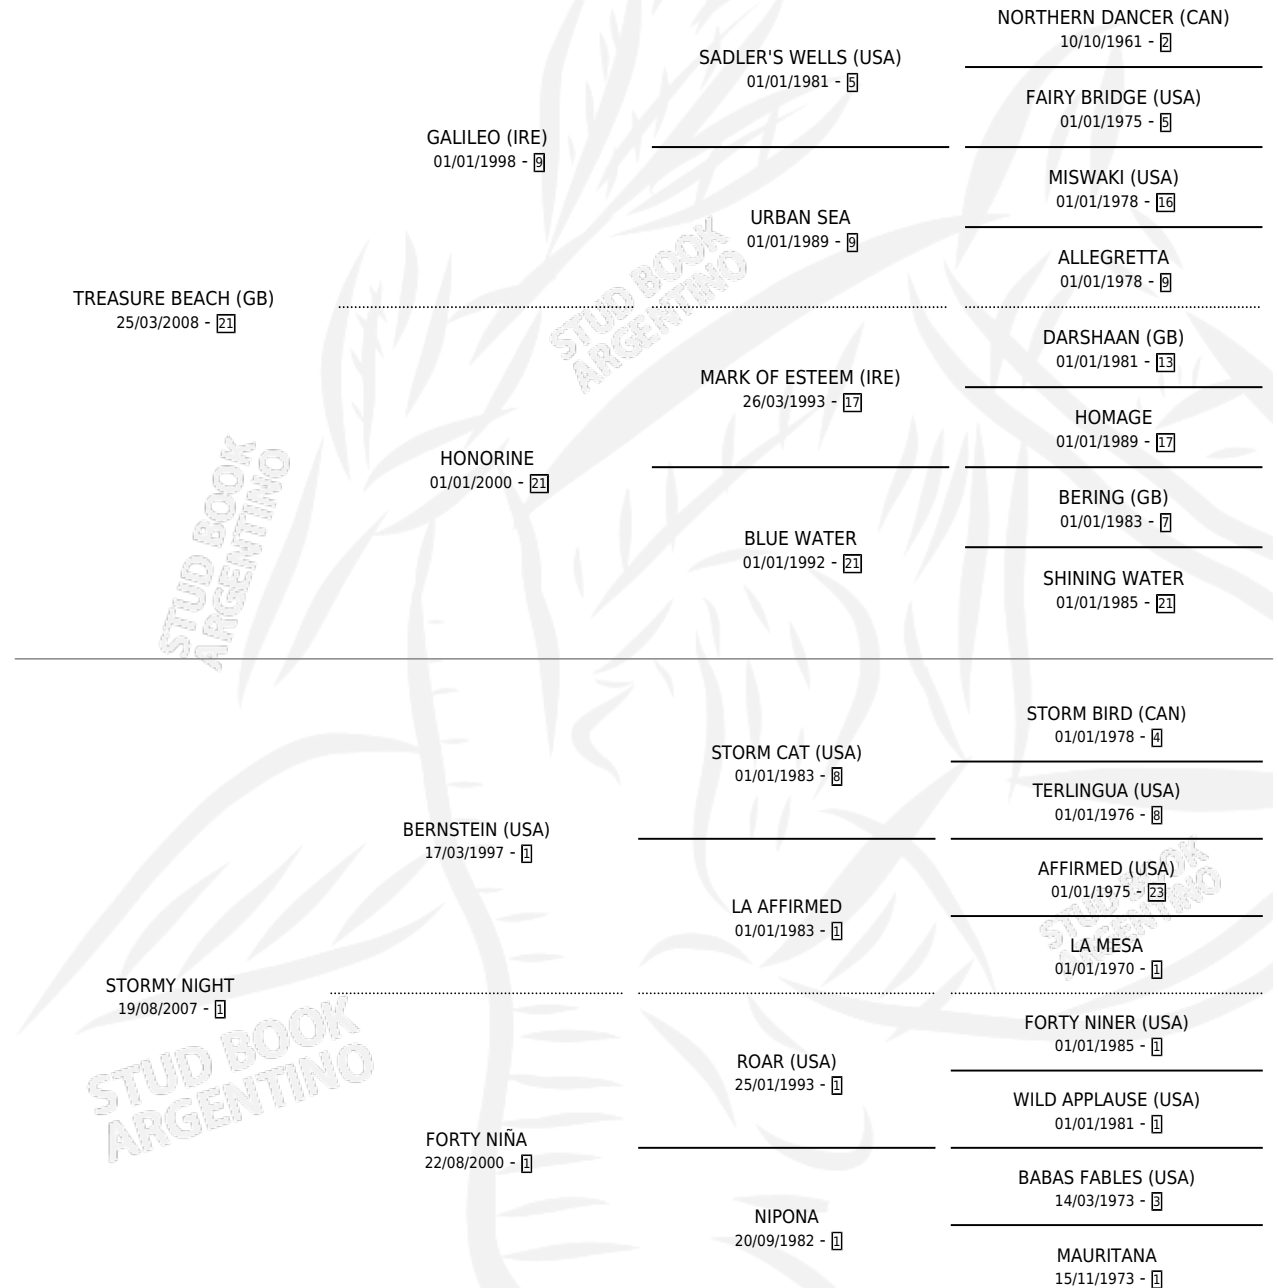 NORTHERN DANCER (CAN)
10/10/1961 - 2
SADLER'S WELLS (USA)
01/01/1981 - 5
FAIRY BRIDGE (USA)
01/01/1975 - 5
GALILEO (IRE)
01/01/1998 - 9
MISWAKI (USA)
01/01/1978 - 16
URBAN SEA
01/01/1989 - 9
ALLEGRETTA
01/01/1978 - 9
TREASURE BEACH (GB)
25/03/2008 - 21
STUD BOOK
ARGENTINO
DARSHAAN (GB)
01/01/1981 - 13
MARK OF ESTEEM (IRE)
26/03/1993 - 17
HOMAGE
01/01/1989 - 17
HONORINE
01/01/2000 - 21
BERING (GB)
01/01/1983 - 7
BLUE WATER
01/01/1992 - 21
SHINING WATER
01/01/1985 - 21
STUD BOOK
ARGENTINO
STORM BIRD (CAN)
01/01/1978 - 4
STORM CAT (USA)
01/01/1983 - 8
TERLINGUA (USA)
01/01/1976 - 8
BERNSTEIN (USA)
17/03/1997 - 1
AFFIRMED (USA)
01/01/1975 - 23
LA AFFIRMED
01/01/1983 - 1
STUD BOOK
ARGENTINO
LA MESA
01/01/1970 - 1
STORMY NIGHT
19/08/2007 - 1
STUD BOOK
ARGENTINO
FORTY NINER (USA)
01/01/1985 - 1
ROAR (USA)
25/01/1993 - 1
WILD APPLAUSE (USA)
01/01/1981 - 1
FORTY NIÑA
22/08/2000 - 1
BABAS FABLES (USA)
14/03/1973 - 3
NIPONA
20/09/1982 - 1
MAURITANA
15/11/1973 - 1